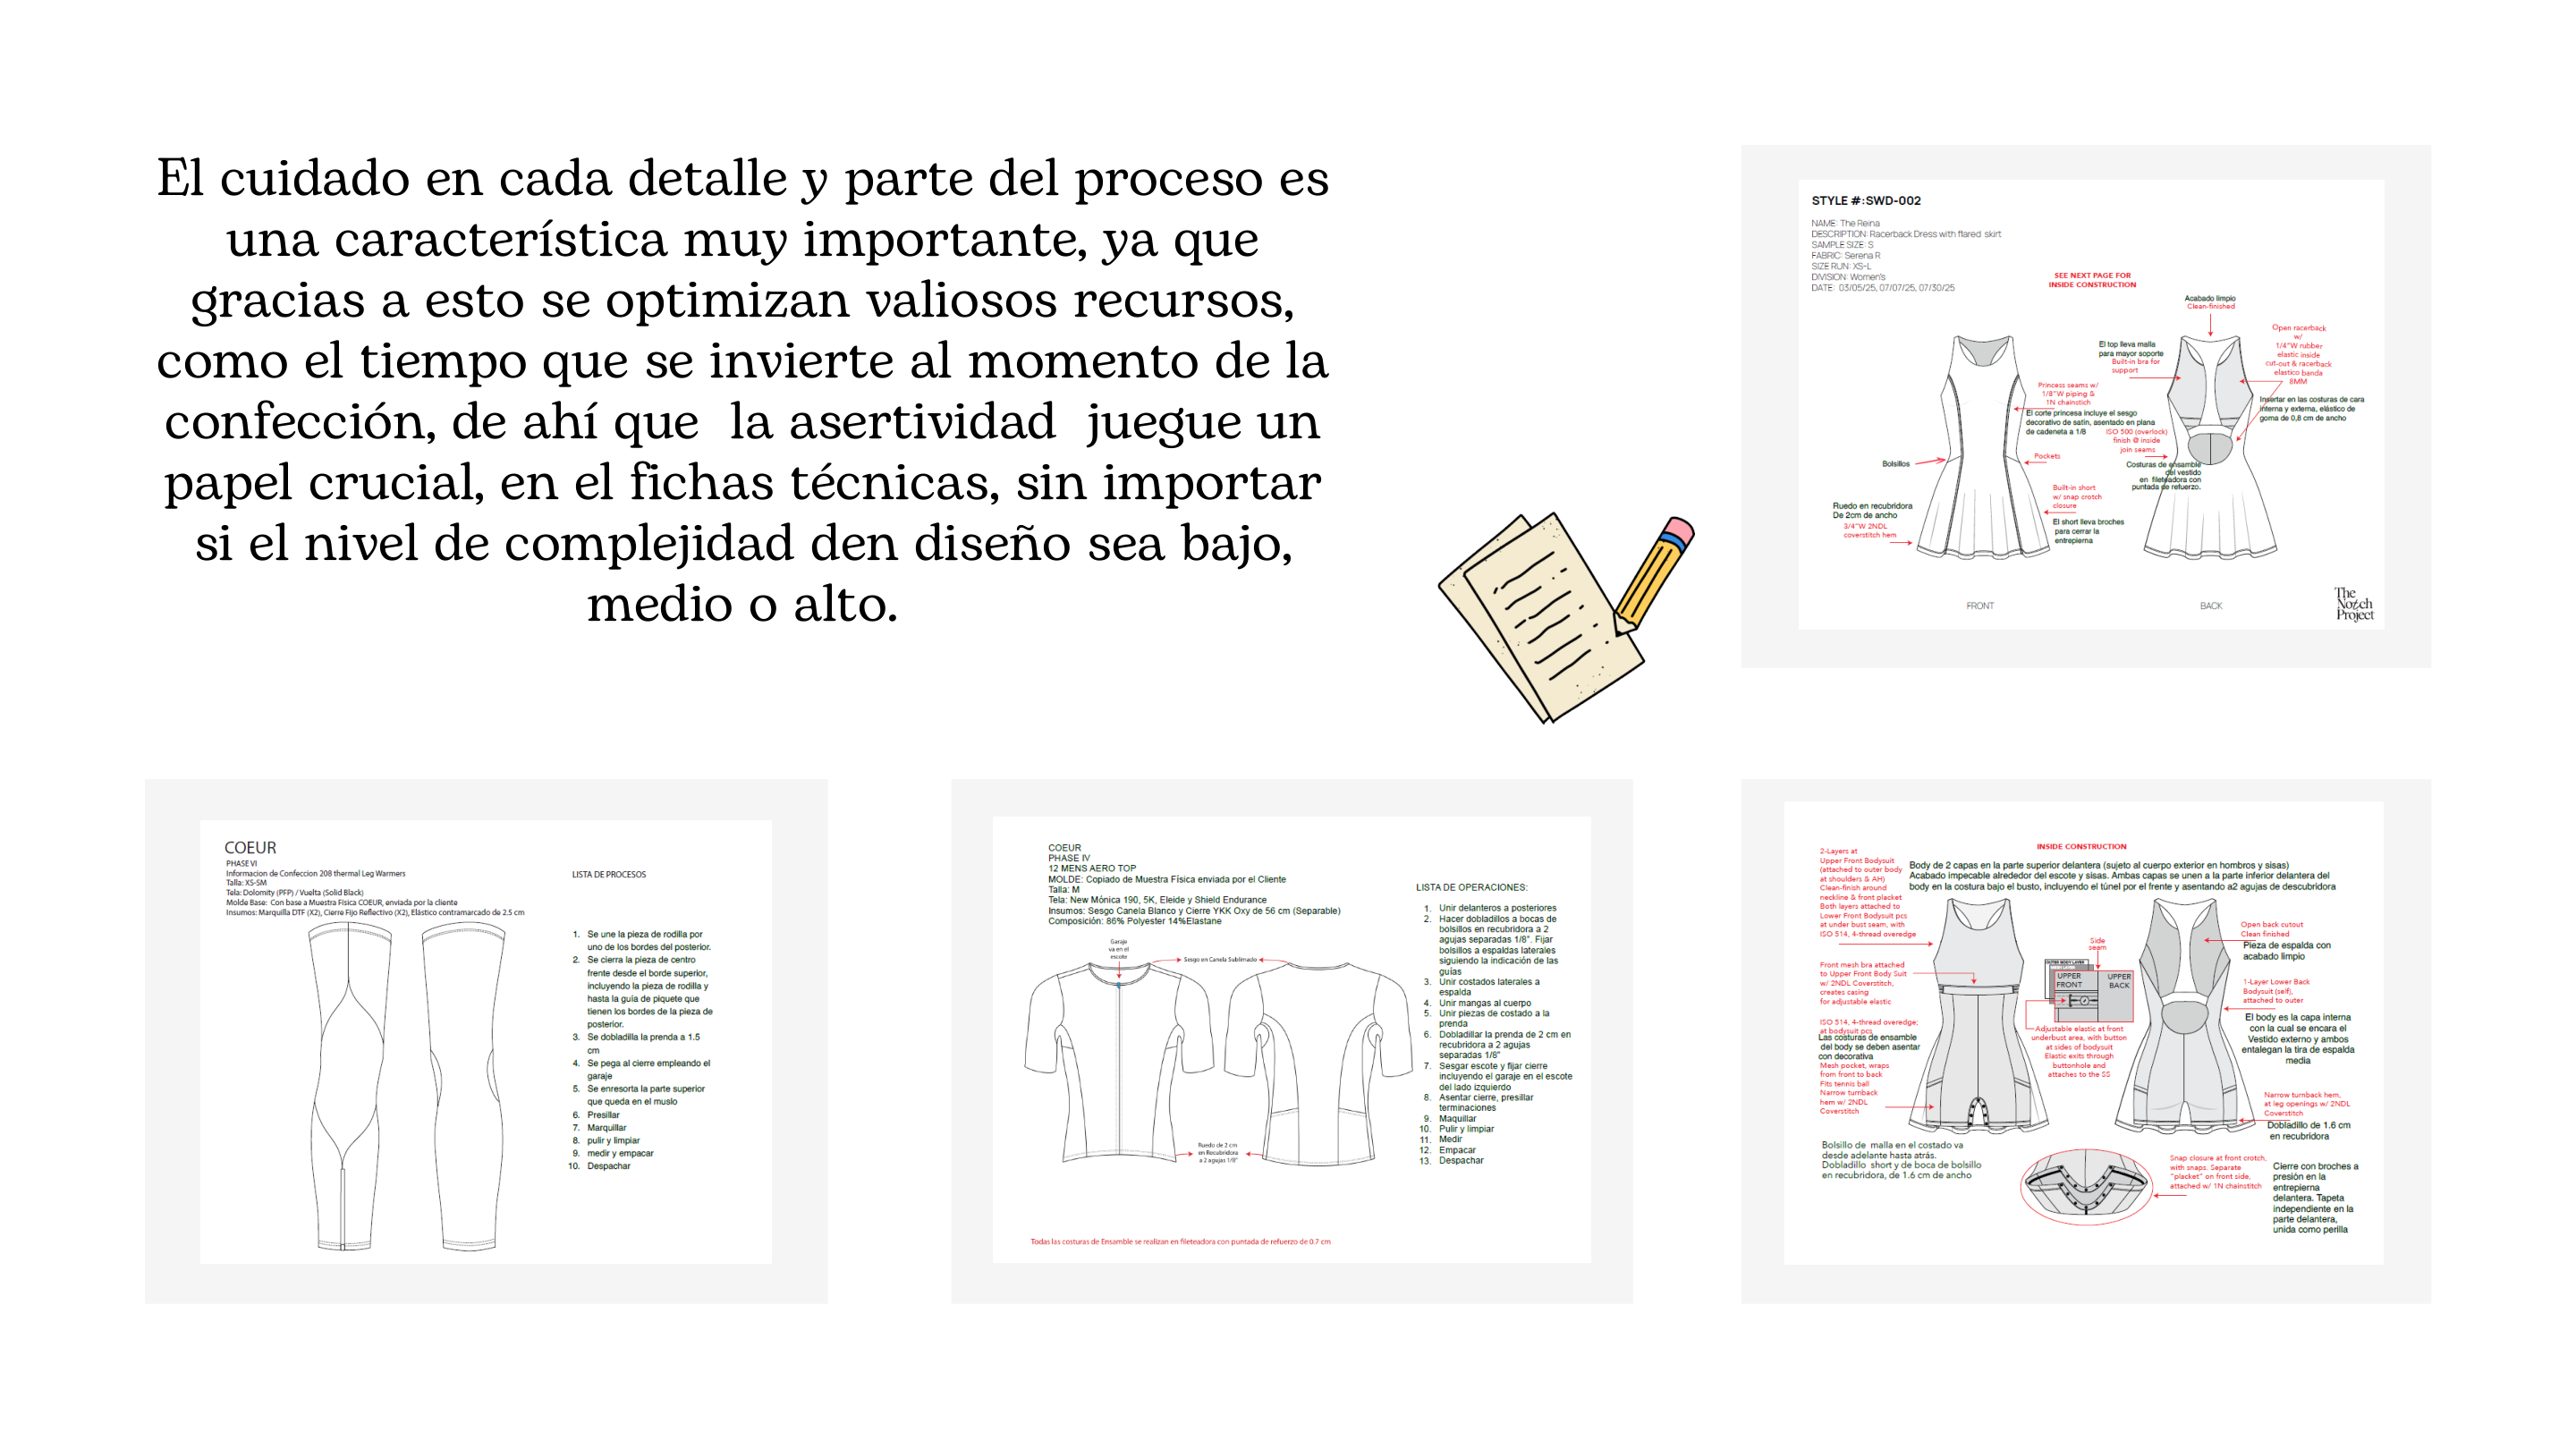 El cuidado en cada detalle y parte del proceso es
una característica muy importante, ya que
gracias a esto se optimizan valiosos recursos,
como el tiempo que se invierte al momento de la
confección, de ahí que  la asertividad  juegue un
papel crucial, en el fichas técnicas, sin importar
si el nivel de complejidad den diseño sea bajo,
medio o alto.
STYLE #:SWD-002
NAME: The Reina
DESCRIPTION: Racerback Dress with flared skirt
SAMPLE SIZE: S
FABRIC: Serena R
SIZE RUN: XS-L
DIVISION: Women's
DATE: 03/05/25, 07/07/25, 07/30/25
SEE NEXT PAGE FOR
INSIDE CONSTRUCTION
Acabado limpio
Clean-finished
El top lleva malla
para mayor soporte
Built-in bra for
support
Open racerback
w/
1/4"W rubber
elastic inside
cut-out & racerback
elastico banda
8MM
Princess seams w/
1/8"W piping &
1N chainstich
El corte princesa incluye el sesgo
decorativo de satin, asentado en plana
de cadeneta a 1/8
Insertar en las costuras de cara
interna y externa, elástico de
goma de 0,8 cm de ancho
ISO 500 (overlock)
finish @ inside
join seams
Pockets
Bolsillos
Costuras de ensamble
del vestido
en fileteadora con
puntada de refuerzo.
Built-in short
w/ snap crotch
closure
El short lleva broches
para cerrar la
entrepierna
Ruedo en recubridora
De 2cm de ancho
3/4"W 2NDL
coverstitch hem
FRONT
BACK
The
Notch
Project
COEUR
PHASE VI
Informacion de Confeccion 208 thermal Leg Warmers
Talla: XS-SM
Tela: Dolomity (PFP) / Vuelta (Solid Black)
Molde Base: Con base a Muestra Fisica COEUR, enviada por la cliente
Insumos: Marquilla DTF (X2), Cierre Fijo Reflectivo (X2), Elástico contramarcado de 2.5 cm
LISTA DE PROCESOS
1. Se une la pieza de rodilla por
uno de los bordes del posterior.
2. Se cierra la pieza de centro
frente desde el borde superior,
incluyendo la pieza de rodilla y
hasta la guía de piquete que
tienen los bordes de la pieza de
posterior.
3. Se dobladilla la prenda a 1.5
cm
4. Se pega al cierre empleando el
garaje
5. Se enresorta la parte superior
que queda en el muslo
6. Presillar
7. Marquillar
8. pulir y limpiar
9. medir y empacar
10. Despachar
COEUR
PHASE IV
12 MENS AERO TOP
MOLDE: Copiado de Muestra Física enviada por el Cliente
Talla: M
Tela: New Mónica 190, 5K, Eleide y Shield Endurance
Insumos: Sesgo Canela Blanco y Cierre YKK Oxy de 56 cm (Separable)
Composición: 86% Polyester 14%Elastane
Garaje
va en el
escote
Sesgo en Canela Sublimado
Ruedo de 2 cm
en Recubridora
a 2 agujas 1/8"
LISTA DE OPERACIONES:
1. Unir delanteros a posteriores
2. Hacer dobladillos a bocas de
bolsillos en recubridora a 2
agujas separadas 1/8". Fijar
bolsillos a espaldas laterales
siguiendo la indicación de las
guías
3. Unir costados laterales a
espalda
4. Unir mangas al cuerpo
5. Unir piezas de costado a la
prenda
6. Dobladillar la prenda de 2 cm en
recubridora a 2 agujas
separadas 1/8"
7. Sesgar escote y fijar cierre
incluyendo el garaje en el escote
del lado izquierdo
8. Asentar cierre, presillar
terminaciones
9. Maquillar
10. Pulir y limpiar
11. Medir
12. Empacar
13. Despachar
Todas las costuras de Ensamble se realizan en fileteadora con puntada de refuerzo de 0.7 cm
INSIDE CONSTRUCTION
Body de 2 capas en la parte superior delantera (sujeto al cuerpo exterior en hombros y sisas)
Acabado impecable alrededor del escote y sisas. Ambas capas se unen a la parte inferior delantera del
body en la costura bajo el busto, incluyendo el túnel por el frente y asentando a2 agujas de descubridora
2-Layers at
Upper Front Bodysuit
(attached to outer body
at shoulders & AH)
Clean-finish around
neckline & front placket
Both layers attached to
Lower Front Bodysuit pcs
at under bust seam, with
ISO 514, 4-thread overedge
Front mesh bra attached
to Upper Front Body Suit
w/ 2NDL Coverstitch,
creates casing
for adjustable elastic
ISO 514, 4-thread overedge;
at bodysuit pcs
Las costuras de ensamble
del body se deben asentar
con decorativa
Mesh pocket, wraps
from front to back
Fits tennis ball
Narrow turnback
hem w/ 2NDL
Coverstitch
Side
seam
OUTER BODY LAYER
UPPER
FRONT
UPPER
BACK
Adjustable elastic at front
underbust area, with button
at sides of bodysuit
Elastic exits through
buttonhole and
attaches to the SS
Open back cutout
Clean finished
Pieza de espalda con
acabado limpio
1-Layer Lower Back
Bodysuit (self),
attached to outer
El body es la capa interna
con la cual se encara el
Vestido externo y ambos
entalegan la tira de espalda
media
Narrow turnback hem,
at leg openings w/ 2NDL
Coverstitch
Dobladillo de 1.6 cm
en recubridora
Bolsillo de malla en el costado va
desde adelante hasta atrás.
Dobladillo short y de boca de bolsillo
en recubridora, de 1.6 cm de ancho
Snap closure at front crotch,
with snaps. Separate
"placket" on front side,
attached w/ 1N chainstitch
Cierre con broches a
presión en la
entrepierna
delantera. Tapeta
independiente en la
parte delantera,
unida como perilla